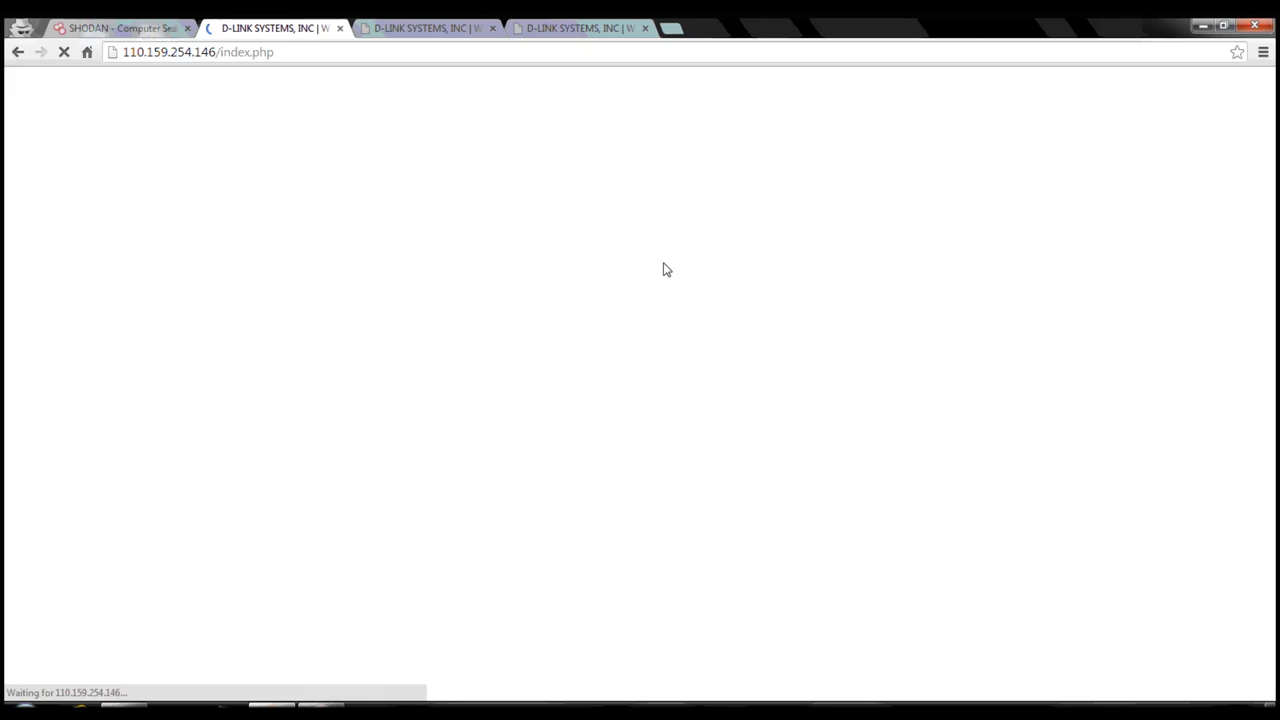 SHODAN - Computer Sea
D-LINK SYSTEMS, INC | W
D-LINK SYSTEMS, INC | W
D-LINK SYSTEMS, INC | W
110.159.254.146/index.php
Waiting for 110.159.254.146...